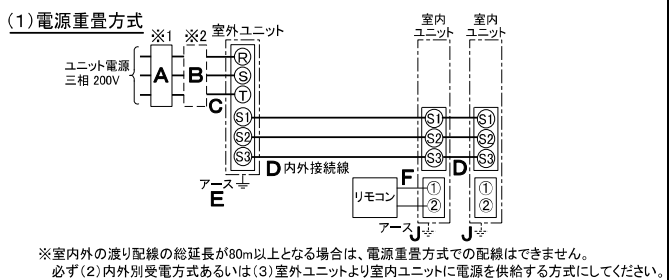 (1)電源重畳方式
※1 ※2 室外ユニット 室内ユニット 室内ユニット
ユニット電源
三相 200V
A B C
R
S
T
S1 S1 S1
S2 S2 S2
S3 S3 S3
D 内外接続線 D
アース
E
リモコン F ① ①
② ②
アース J J
※室内外の渡り配線の総延長が80m以上となる場合は、電源重畳方式での配線はできません。
必ず(2)内外別受電方式あるいは(3)室外ユニットより室内ユニットに電源を供給する方式にしてください。